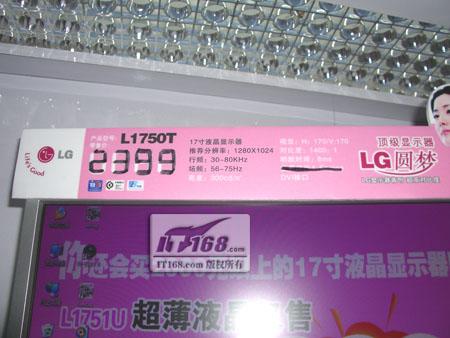 Life's Good
LG
产品型号: L1750T
零售价:
2399
17寸液晶显示器
推荐分辨率: 1280X1024
行频: 30-80KHz
场频: 56-75Hz
亮度: 300cd/㎡
视角: H: 170/V:170
对比度: 1400: 1
响应时间: 8ms
DVI接口
顶级显示器
LG圆梦
IT168.com
IT168.com 版权所有
你还会买
上的17寸液晶显示器
L1751U 超薄液晶
售